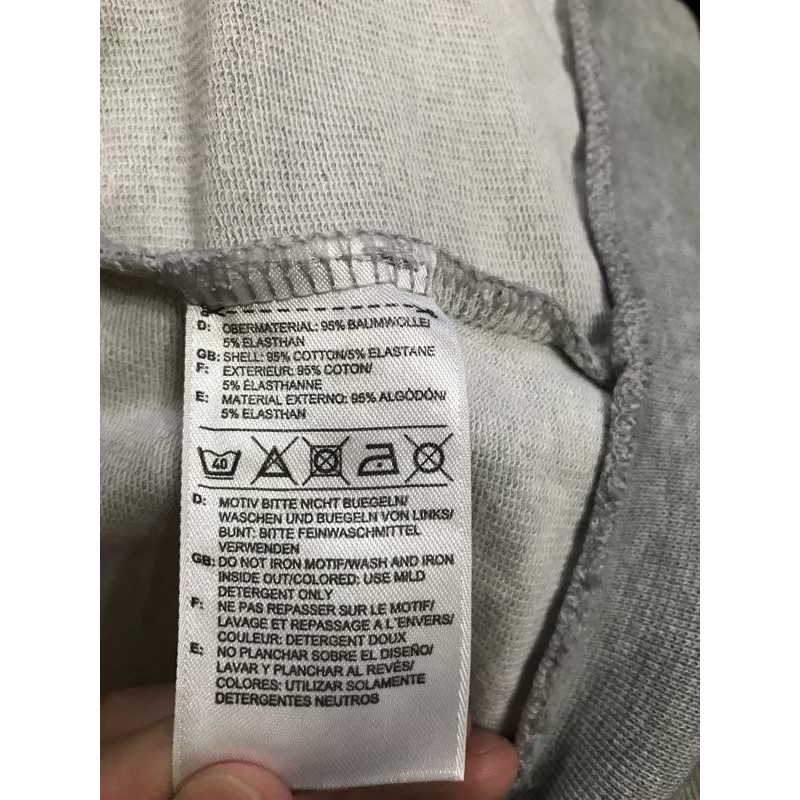 D: OBERMATERIAL: 95% BAUMWOLLE/
5% ELASTHAN
GB: SHELL: 95% COTTON/5% ELASTANE
F: EXTERIEUR: 95% COTON/
5% ÉLASTHANNE
E: MATERIAL EXTERNO: 95% ALGÓDÓN/
5% ELASTHAN
40
D: MOTIV BITTE NICHT BUEGELN/
WASCHEN UND BUEGELN VON LINKS/
BUNT: BITTE FEINWASCHMITTEL
VERWENDEN
GB: DO NOT IRON MOTIF/WASH AND IRON
INSIDE OUT/COLORED: USE MILD
DETERGENT ONLY
F: NE PAS REPASSER SUR LE MOTIF/
LAVAGE ET REPASSAGE A L'ENVERS/
COULEUR: DETERGENT DOUX
E: NO PLANCHAR SOBRE EL DISEÑO/
LAVAR Y PLANCHAR AL REVÉS/
COLORES: UTILIZAR SOLAMENTE
DETERGENTES NEUTROS